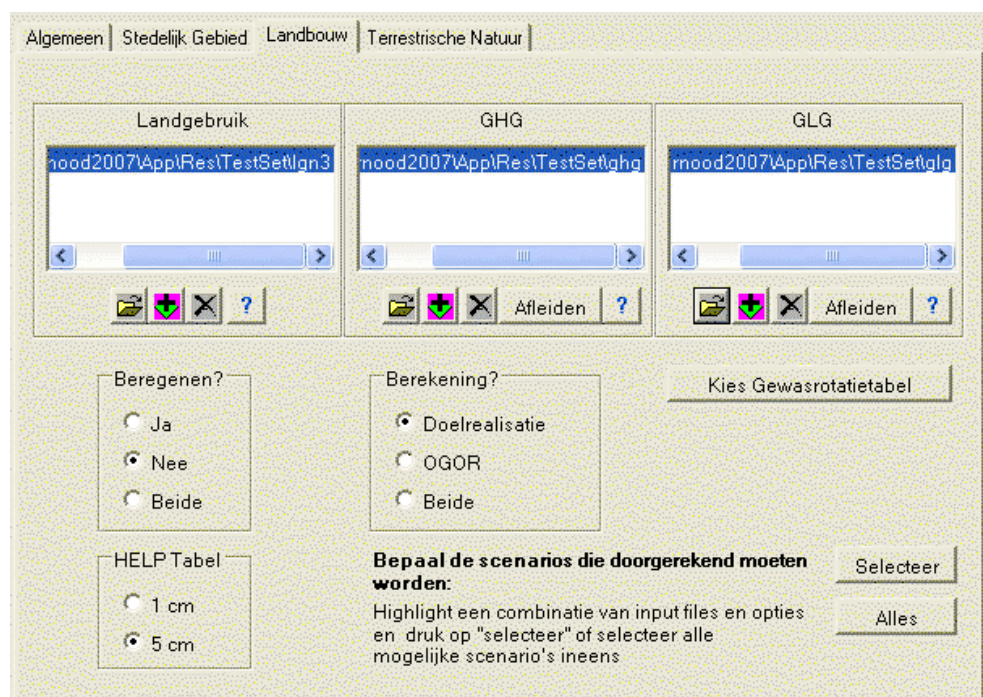 Algemeen Stedelijk Gebied Landbouw Terrestrische Natuur
Landgebruik
nood2007\App\Res\TestSet\lgn3
?
GHG
mood2007\App\Res\TestSet\ghg
Afleiden ?
GLG
rmood2007\App\Res\TestSet\glg
Afleiden ?
Beregenen?
Ja
Nee
Beide
Berekening?
Doelrealisatie
OGOR
Beide
Kies Gewasrotatietabel
HELP Tabel
1 cm
5 cm
Bepaal de scenarios die doorgerekend moeten
worden:
Highlight een combinatie van input files en opties
en druk op "selecteer" of selecteer alle
mogelijke scenario's ineens
Selecteer
Alles